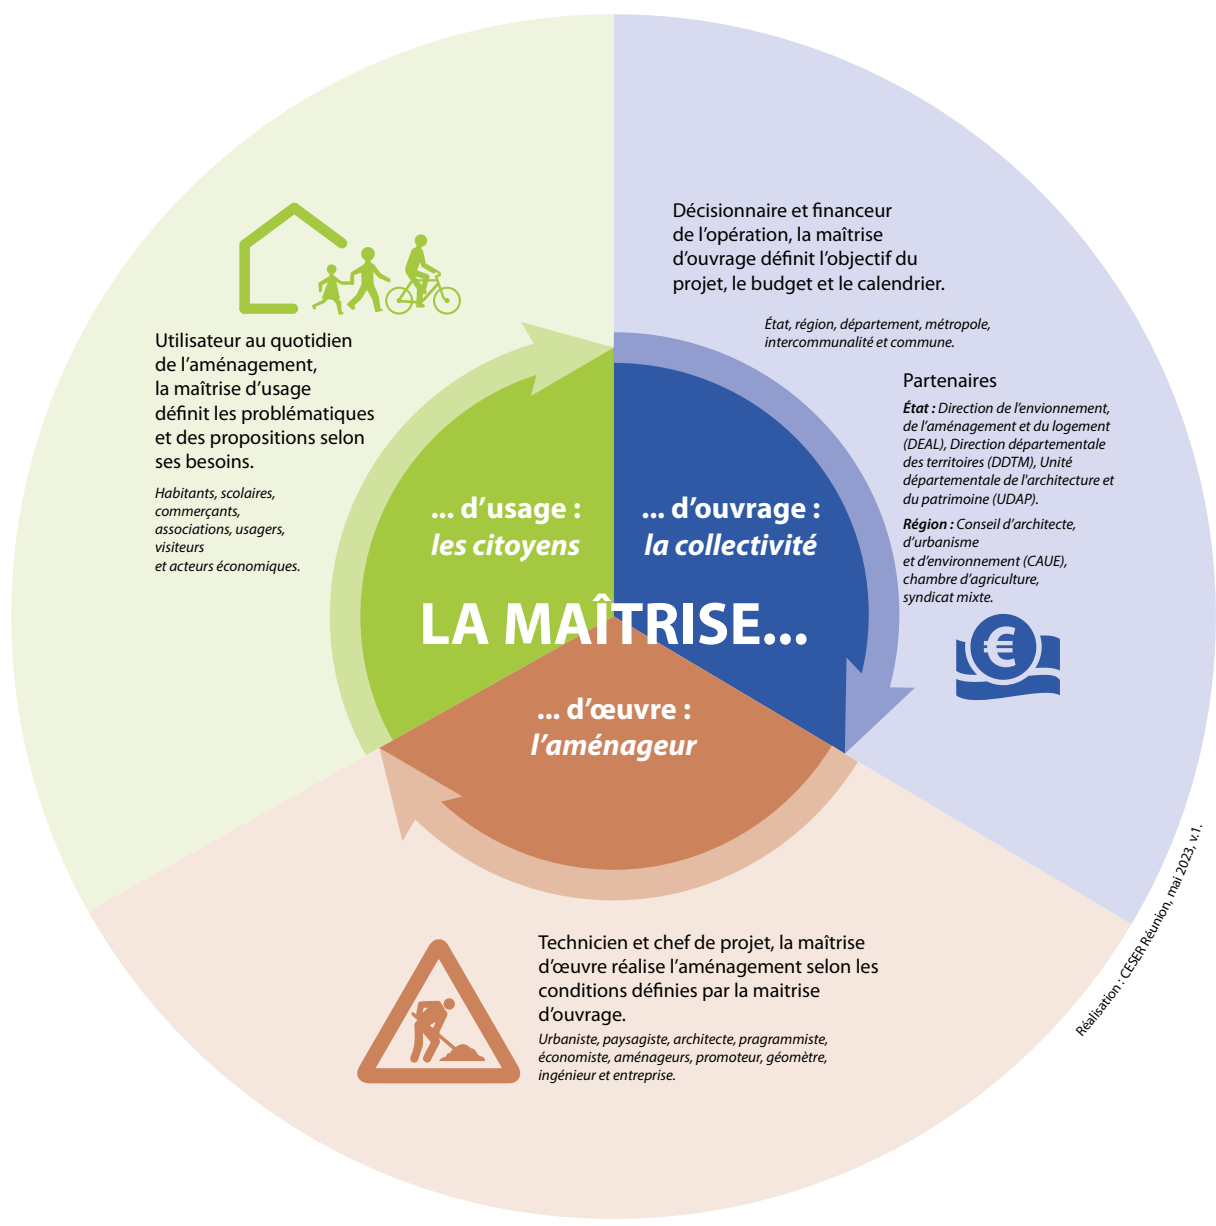 Décisionnaire et financeur
de l'opération, la maîtrise
d'ouvrage définit l'objectif du
projet, le budget et le calendrier.
État, région, département, métropole,
intercommunalité et commune.
Partenaires
État : Direction de l'envionnement,
de l'aménagement et du logement
(DEAL), Direction départementale
des territoires (DDTM), Unité
départementale de l'architecture et
du patrimoine (UDAP).
Région : Conseil d'architecte,
d'urbanisme
et d'environnement (CAUE),
chambre d'agriculture,
syndicat mixte.
€
Utilisateur au quotidien
de l'aménagement,
la maîtrise d'usage
définit les problématiques
et des propositions selon
ses besoins.
Habitants, scolaires,
commerçants,
associations, usagers,
visiteurs
et acteurs économiques.
... d'usage :
les citoyens
... d'ouvrage :
la collectivité
LA MAÎTRISE...
... d'œuvre :
l'aménageur
Technicien et chef de projet, la maîtrise
d'œuvre réalise l'aménagement selon les
conditions définies par la maitrise
d'ouvrage.
Urbaniste, paysagiste, architecte, pragrammiste,
économiste, aménageurs, promoteur, géomètre,
ingénieur et entreprise.
Réalisation : CESER Réunion, mai 2023, v.1.